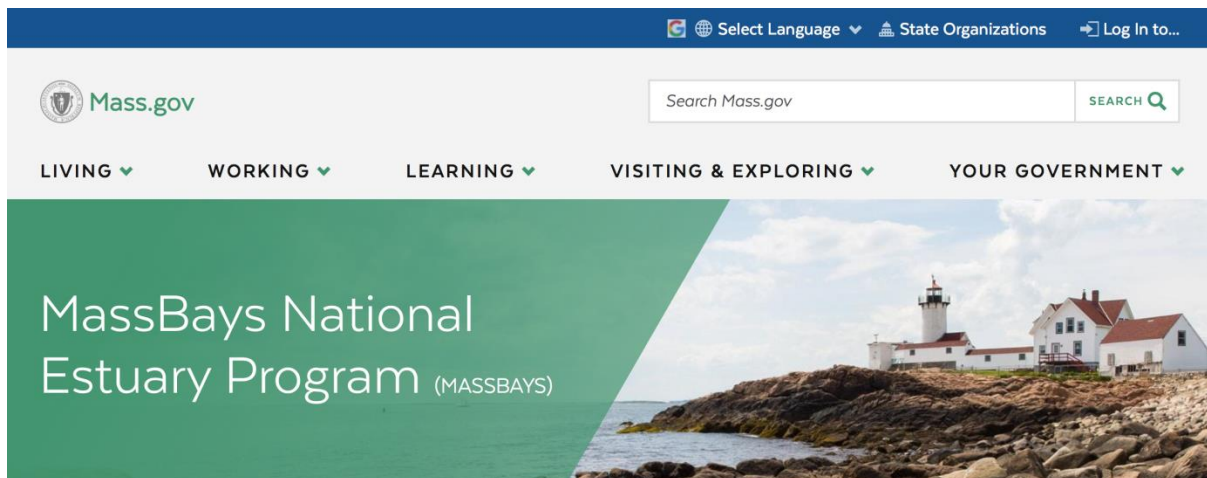 Select Language State Organizations Log In to...
Mass.gov
Search Mass.gov SEARCH
LIVING WORKING LEARNING VISITING & EXPLORING YOUR GOVERNMENT
MassBays National
Estuary Program (MASSBAYS)